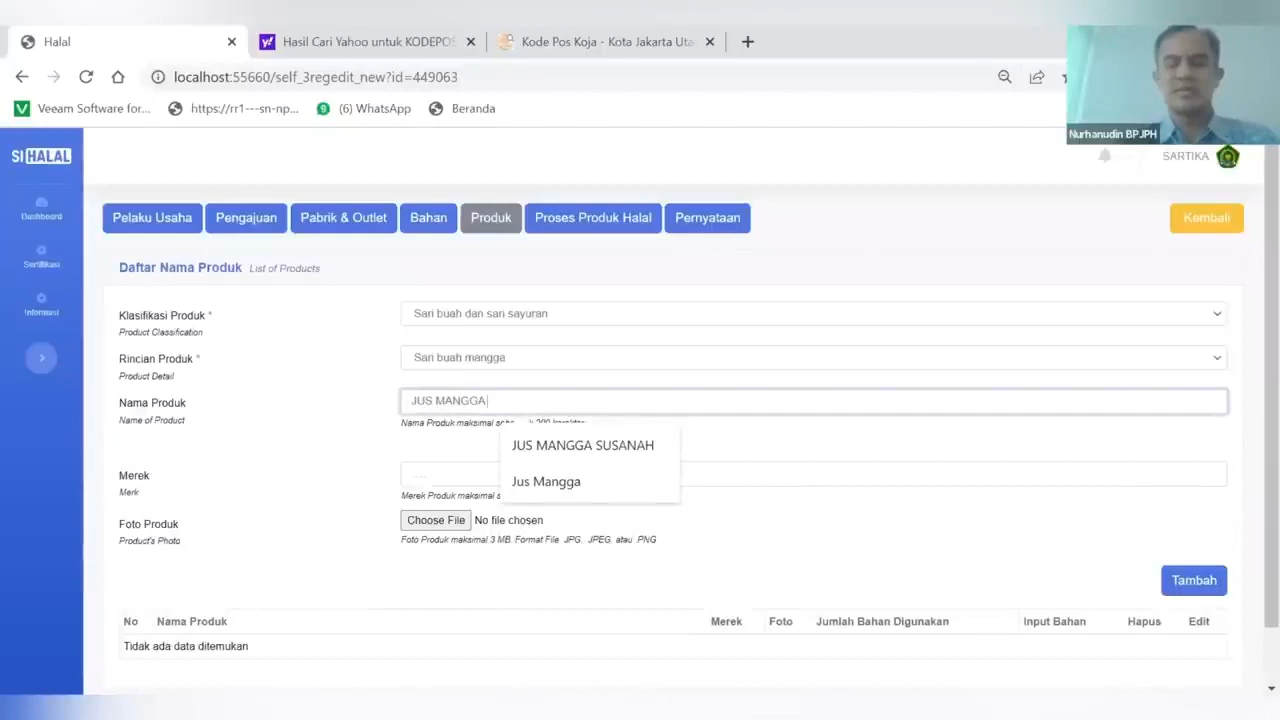 Halal
Hasil Cari Yahoo untuk KODEPOS
Kode Pos Koja - Kota Jakarta Uta
localhost:55660/self_3regedit_new?id=449063
Veeam Software for...
https://rr1---sn-np...
(6) WhatsApp
Beranda
Nurhanudin BPJPH
SIHALAL
SARTIKA
Dashboard
Sertifikasi
Informasi
Pelaku Usaha
Pengajuan
Pabrik & Outlet
Bahan
Produk
Proses Produk Halal
Pernyataan
Kembali
Daftar Nama Produk List of Products
Klasifikasi Produk *
Product Classification
Sari buah dan sari sayuran
Rincian Produk *
Product Detail
Sari buah mangga
Nama Produk
Name of Product
JUS MANGGA
Nama Produk maksimal
JUS MANGGA SUSANAH
Jus Mangga
Merek
Merk
.....
Merek Produk maksimal s
Foto Produk
Product's Photo
Choose File No file chosen
Foto Produk maksimal 3 MB. Format File .JPG, .JPEG, atau .PNG
Tambah
No Nama Produk Merek Foto Jumlah Bahan Digunakan Input Bahan Hapus Edit
Tidak ada data ditemukan